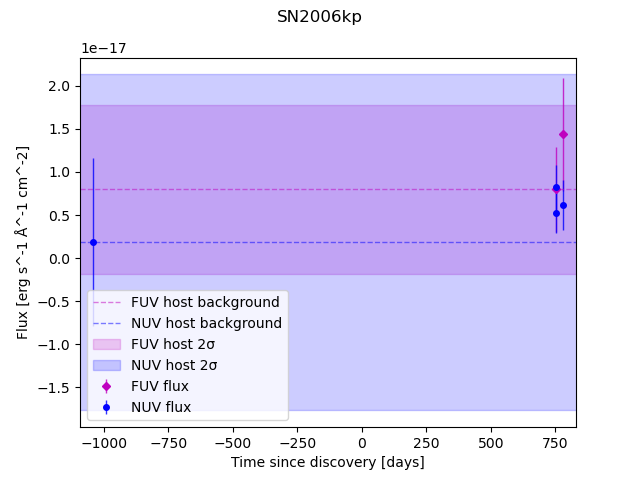 SN2006kp
1e−17
2.0
1.5
1.0
0.5
0.0
−0.5
−1.0
−1.5
Flux [erg s^-1 Å^-1 cm^-2]
FUV host background
NUV host background
FUV host 2σ
NUV host 2σ
FUV flux
NUV flux
−1000 −750 −500 −250 0 250 500 750
Time since discovery [days]